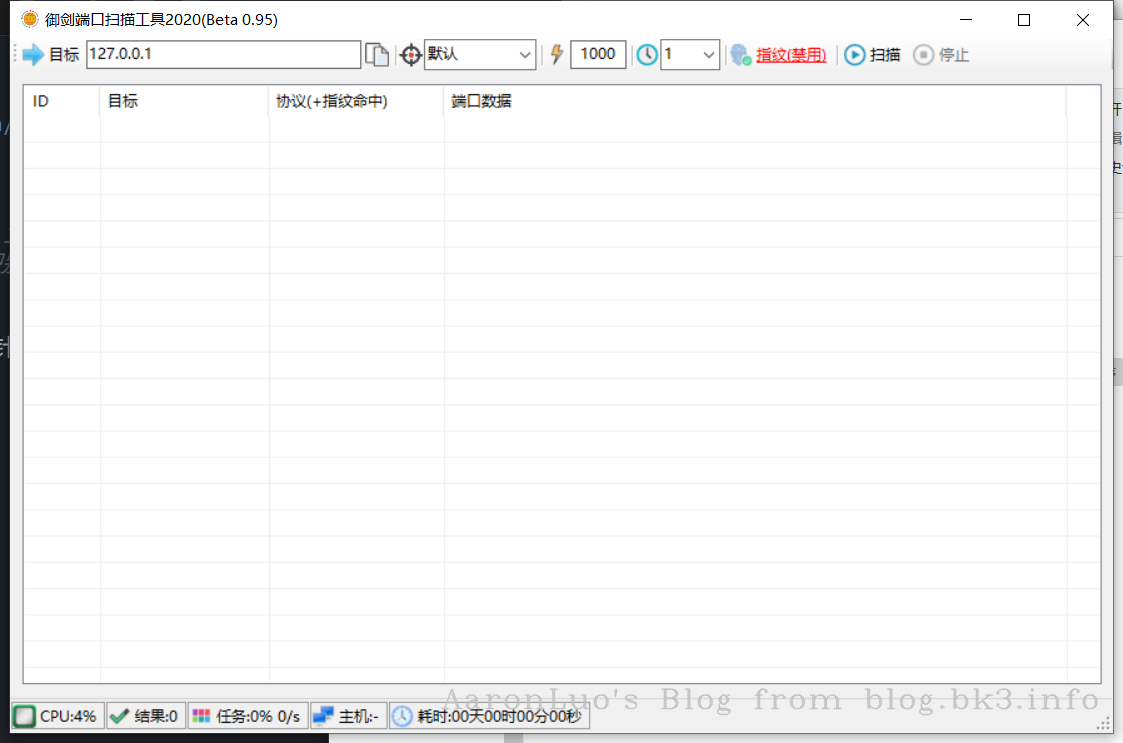 御剑端口扫描工具2020(Beta 0.95)
目标 127.0.0.1 默认 1000 1 指纹(禁用) 扫描 停止
ID 目标 协议(+指纹命中) 端口数据
AaronLuo's Blog from blog.bk3.info
CPU:4% 结果:0 任务:0% 0/s 主机:- 耗时:00天00时00分00秒